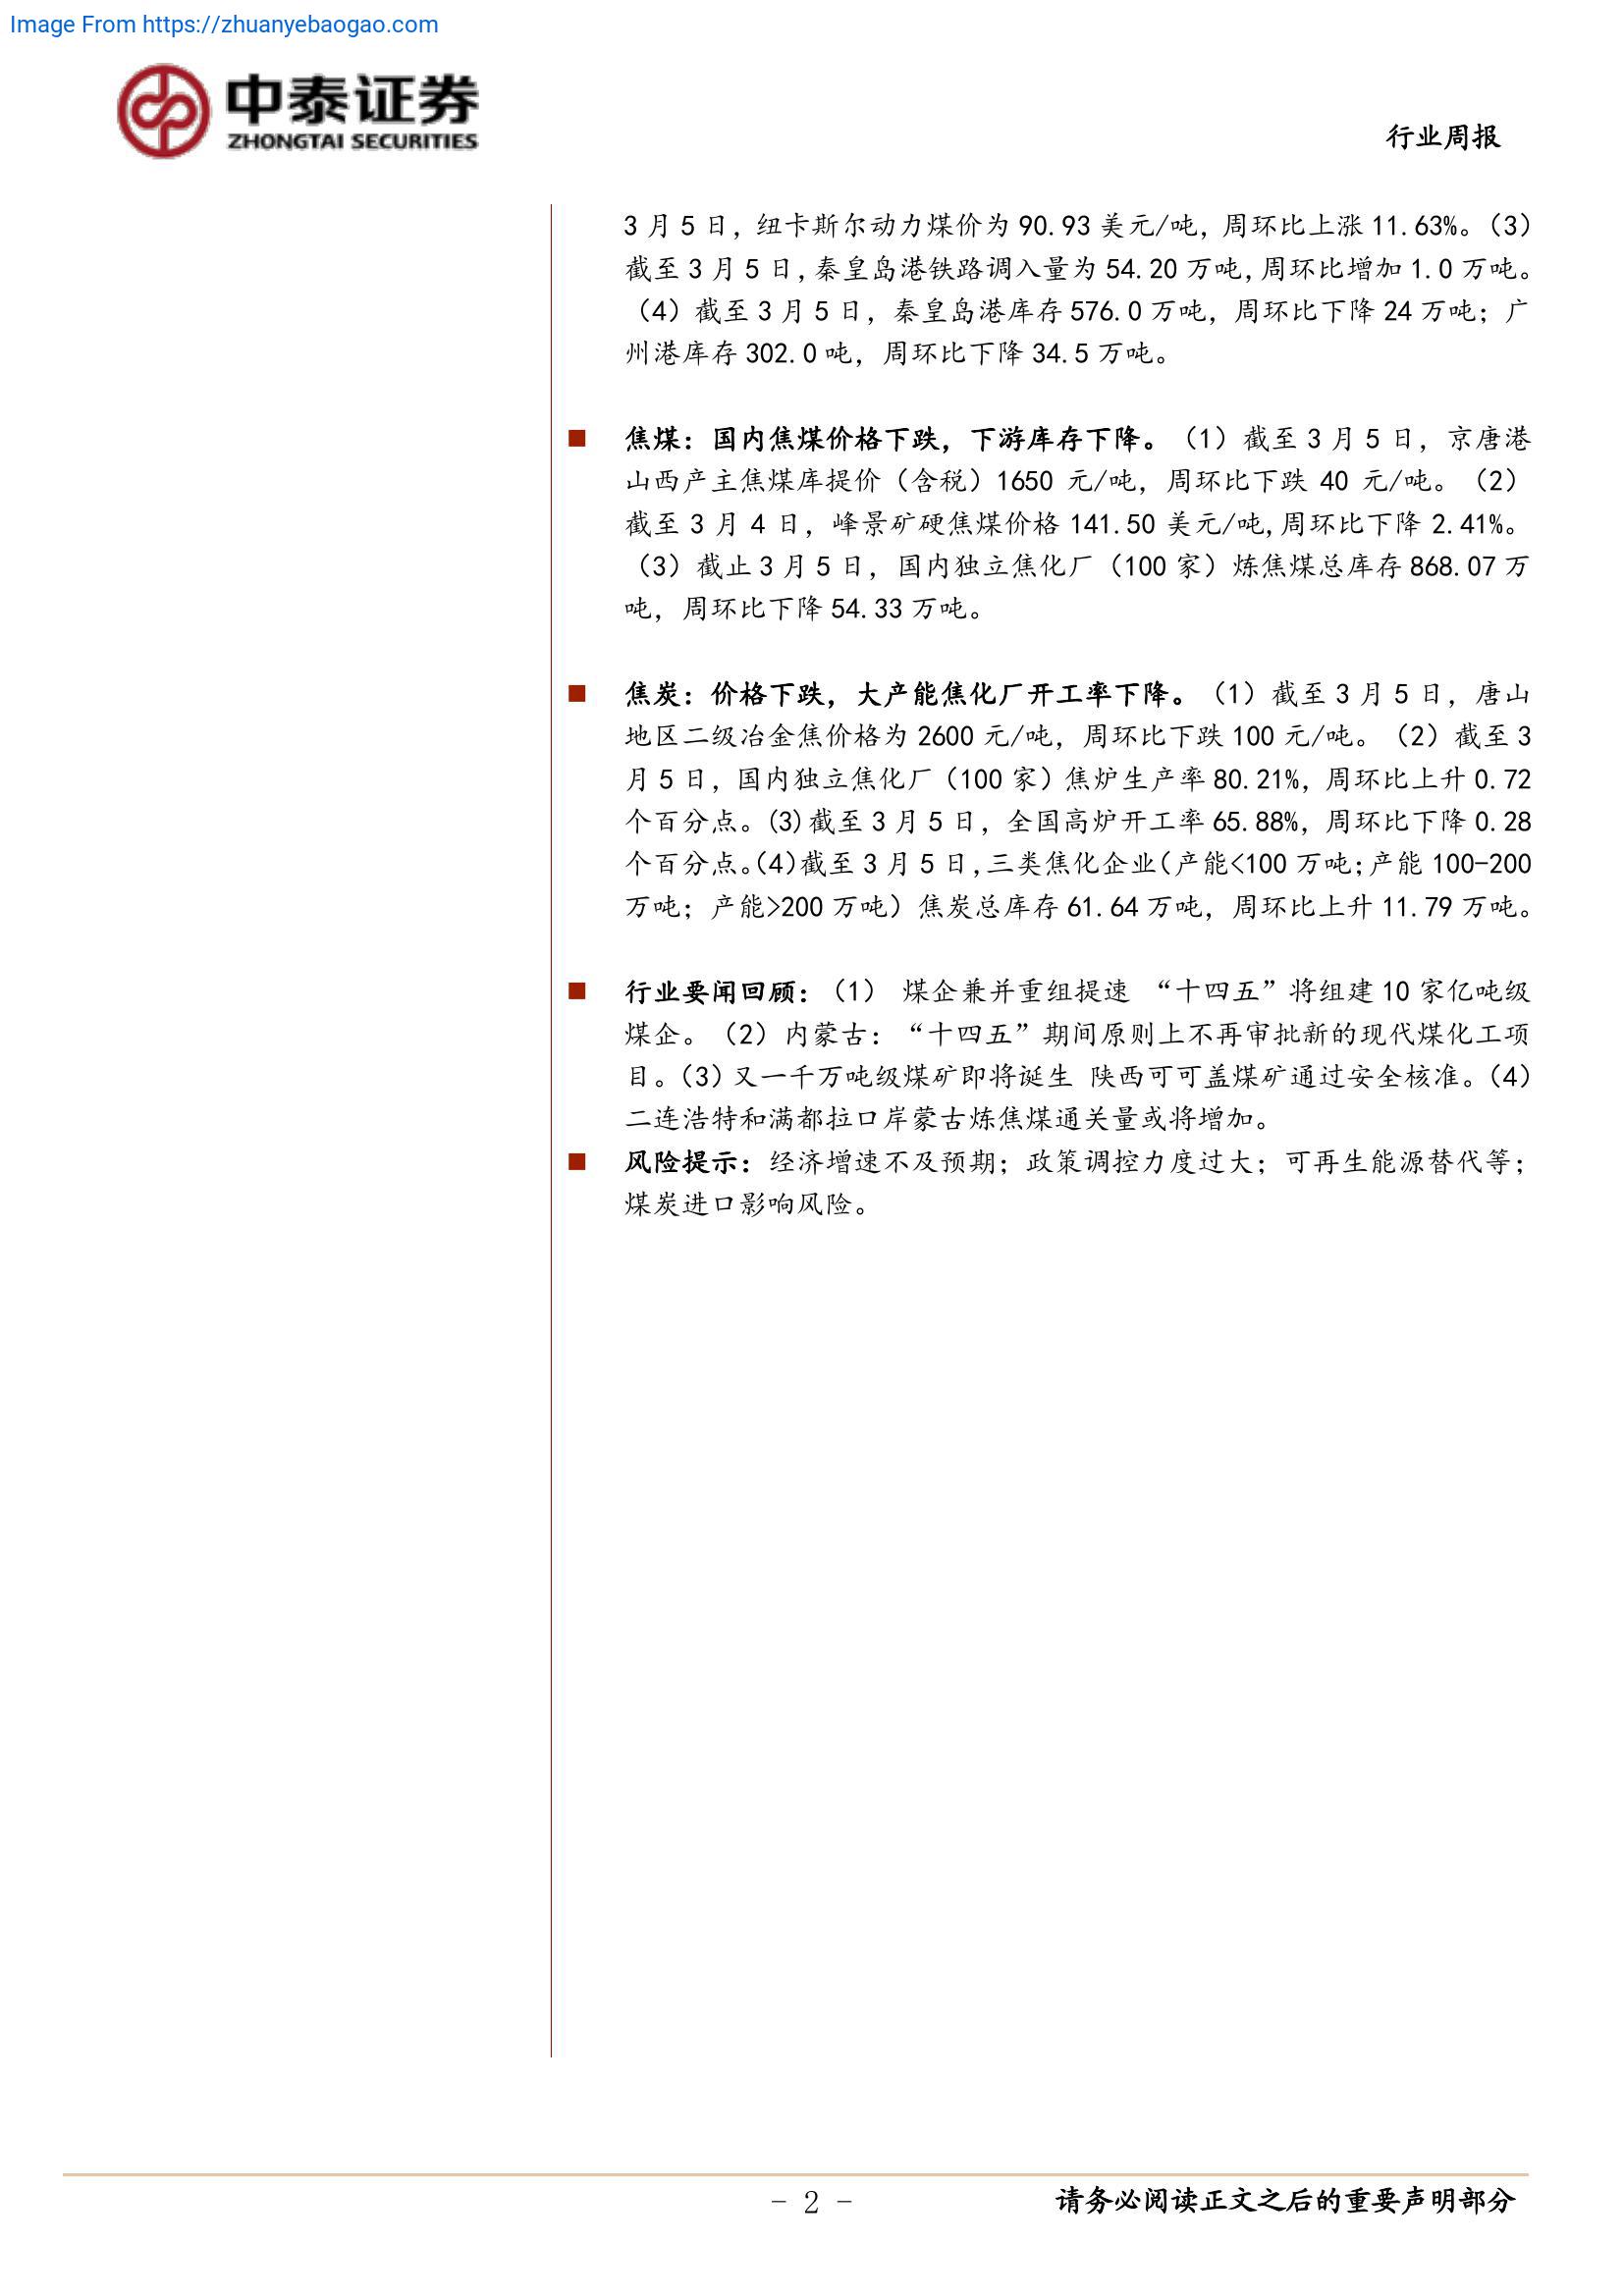 Image From https://zhuanyebaogao.com
中泰证券
ZHONGTAI SECURITIES
行业周报
3 月 5 日，纽卡斯尔动力煤价为 90.93 美元/吨，周环比上涨 11.63%。（3）
截至 3 月 5 日，秦皇岛港铁路调入量为 54.20 万吨，周环比增加 1.0 万吨。
（4）截至 3 月 5 日，秦皇岛港库存 576.0 万吨，周环比下降 24 万吨；广
州港库存 302.0 吨，周环比下降 34.5 万吨。
■ 焦煤：国内焦煤价格下跌，下游库存下降。（1）截至 3 月 5 日，京唐港
山西产主焦煤库提价（含税）1650 元/吨，周环比下跌 40 元/吨。（2）
截至 3 月 4 日，峰景矿硬焦煤价格 141.50 美元/吨，周环比下降 2.41%。
（3）截止 3 月 5 日，国内独立焦化厂（100 家）炼焦煤总库存 868.07 万
吨，周环比下降 54.33 万吨。
■ 焦炭：价格下跌，大产能焦化厂开工率下降。（1）截至 3 月 5 日，唐山
地区二级冶金焦价格为 2600 元/吨，周环比下跌 100 元/吨。（2）截至 3
月 5 日，国内独立焦化厂（100 家）焦炉生产率 80.21%，周环比上升 0.72
个百分点。(3)截至 3 月 5 日，全国高炉开工率 65.88%，周环比下降 0.28
个百分点。(4)截至 3 月 5 日，三类焦化企业（产能<100 万吨；产能 100-200
万吨；产能>200 万吨）焦炭总库存 61.64 万吨，周环比上升 11.79 万吨。
■ 行业要闻回顾：（1） 煤企兼并重组提速 “十四五”将组建 10 家亿吨级
煤企。（2）内蒙古：“十四五”期间原则上不再审批新的现代煤化工项
目。（3）又一千万吨级煤矿即将诞生 陕西可可盖煤矿通过安全核准。（4）
二连浩特和满都拉口岸蒙古炼焦煤通关量或将增加。
■ 风险提示：经济增速不及预期；政策调控力度过大；可再生能源替代等；
煤炭进口影响风险。
- 2 -
请务必阅读正文之后的重要声明部分